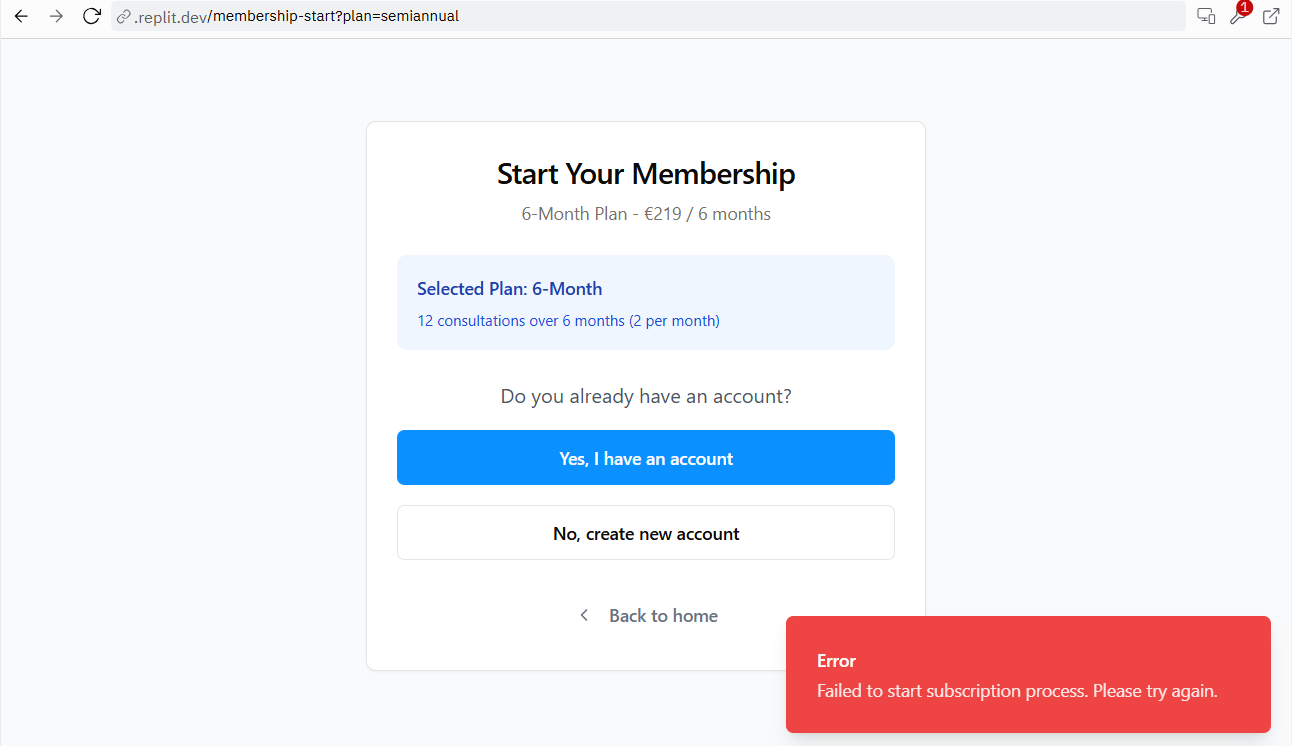 .replit.dev/membership-start?plan=semiannual
1
Start Your Membership
6-Month Plan - €219 / 6 months
Selected Plan: 6-Month
12 consultations over 6 months (2 per month)
Do you already have an account?
Yes, I have an account
No, create new account
Back to home
Error
Failed to start subscription process. Please try again.